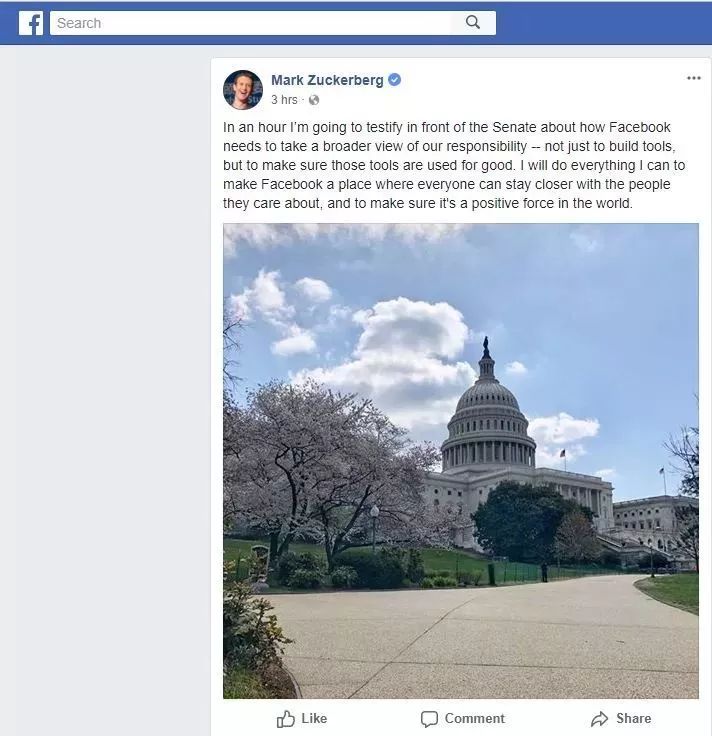 f Search
Mark Zuckerberg
3 hrs ·
In an hour I'm going to testify in front of the Senate about how Facebook
needs to take a broader view of our responsibility -- not just to build tools,
but to make sure those tools are used for good. I will do everything I can to
make Facebook a place where everyone can stay closer with the people
they care about, and to make sure it's a positive force in the world.
Like Comment Share